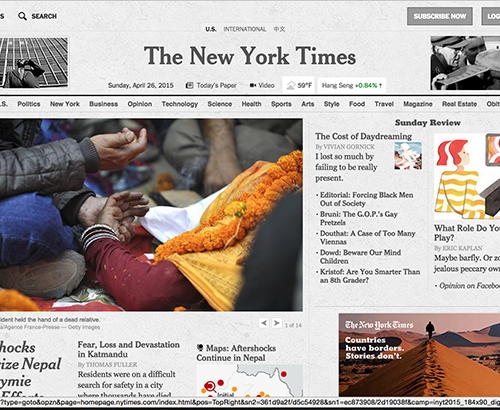 S
SEARCH
SUBSCRIBE NOW
LOG
U.S. INTERNATIONAL 中文
The New York Times
Sunday, April 26, 2015
Today's Paper
Video
59°F
Hang Seng +0.84% ↑
.S. Politics New York Business Opinion Technology Science Health Sports Arts Style Food Travel Magazine Real Estate Obit
ident held the hand of a dead relative.
a/Agence France-Presse — Getty Images
1 of 14
hocks
rize Nepal
ymie
Effort
Fear, Loss and Devastation
in Katmandu
By THOMAS FULLER
Residents were on a difficult
search for safety in a city
where thousands have died
Maps: Aftershocks
Continue in Nepal
Initial
Sunday Review
The Cost of Daydreaming
By VIVIAN GORNICK
I lost so much by
failing to be really
present.
• Editorial: Forcing Black Men
Out of Society
• Bruni: The G.O.P.'s Gay
Pretzels
• Douthat: A Case of Too Many
Viennas
• Dowd: Beware Our Mind
Children
• Kristof: Are You Smarter Than
an 8th Grader?
What Role Do You
Play?
By ERIC KAPLAN
Maybe barfly. Or zo
jealous peccary ow
• Opinion on Facebo
The New York Times
Countries
have borders.
Stories don't.
?type=goto&opzn&page=homepage.nytimes.com/index.html&pos=TopRight&sn2=361d9a2f/d5c54928&sn1=ec873908/2d19038f&camp=inyt2015_184x90_dig